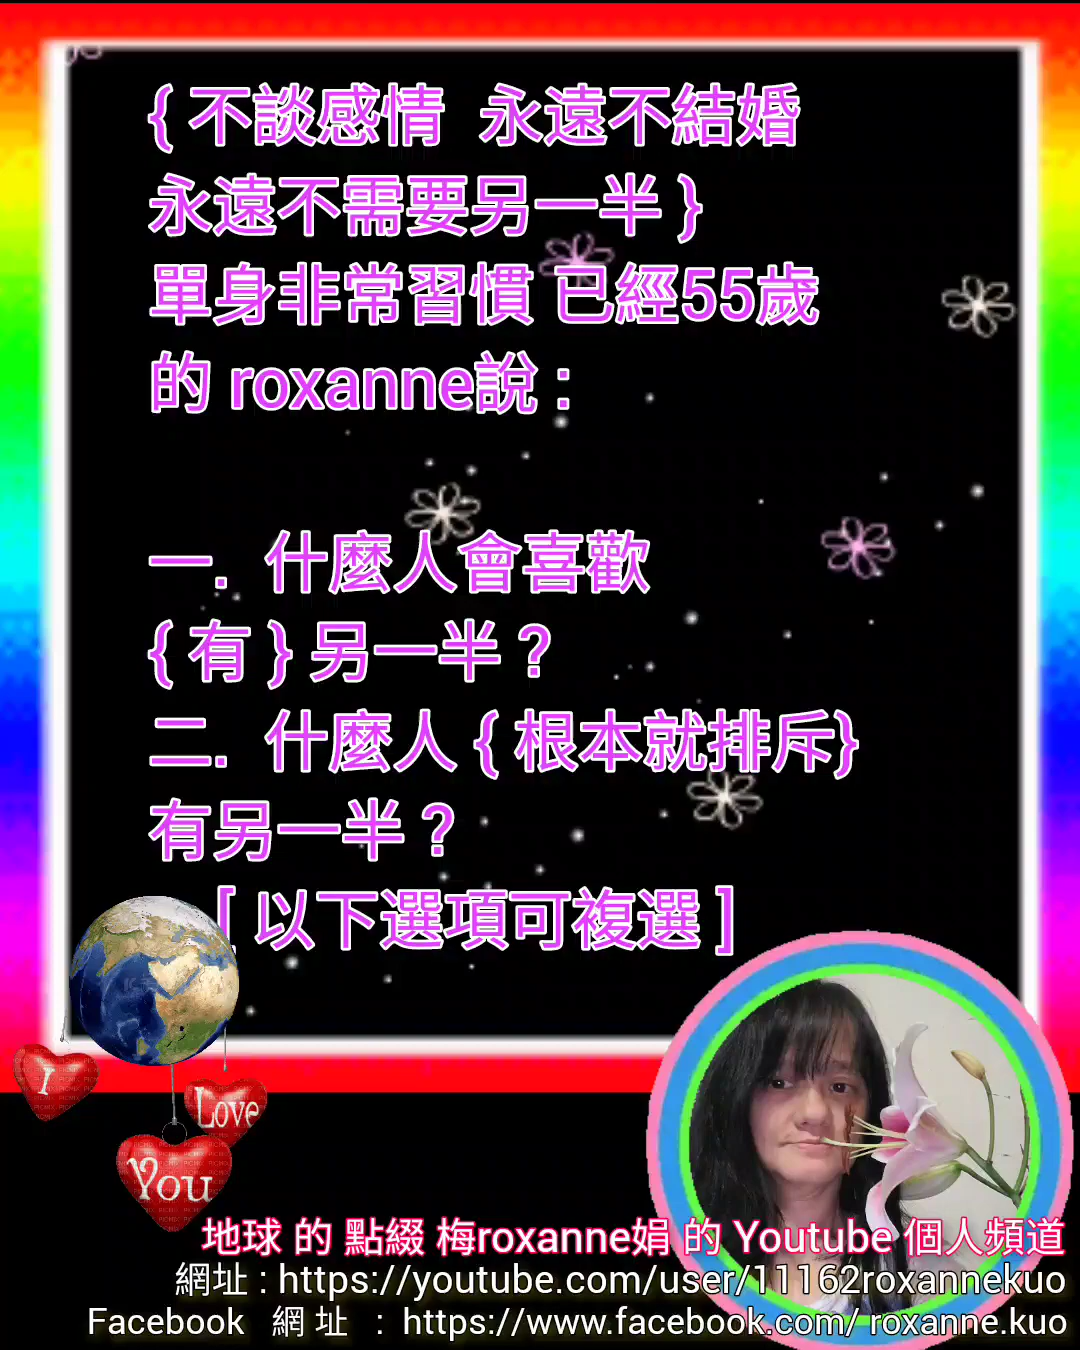 { 不談感情 永遠不結婚
永遠不需要另一半 }
單身非常習慣 已經55歲
的 roxanne說 :
一. 什麼人會喜歡
{ 有 } 另一半 ?
二. 什麼人 { 根本就排斥}
有另一半 ?
[ 以下選項可複選 ]
I
Love
You
地球 的 點綴 梅roxanne娟 的 Youtube 個人頻道
網址 : https://youtube.com/user/11162roxannekuo
Facebook 網 址 : https://www.facebook.com/ roxanne.kuo